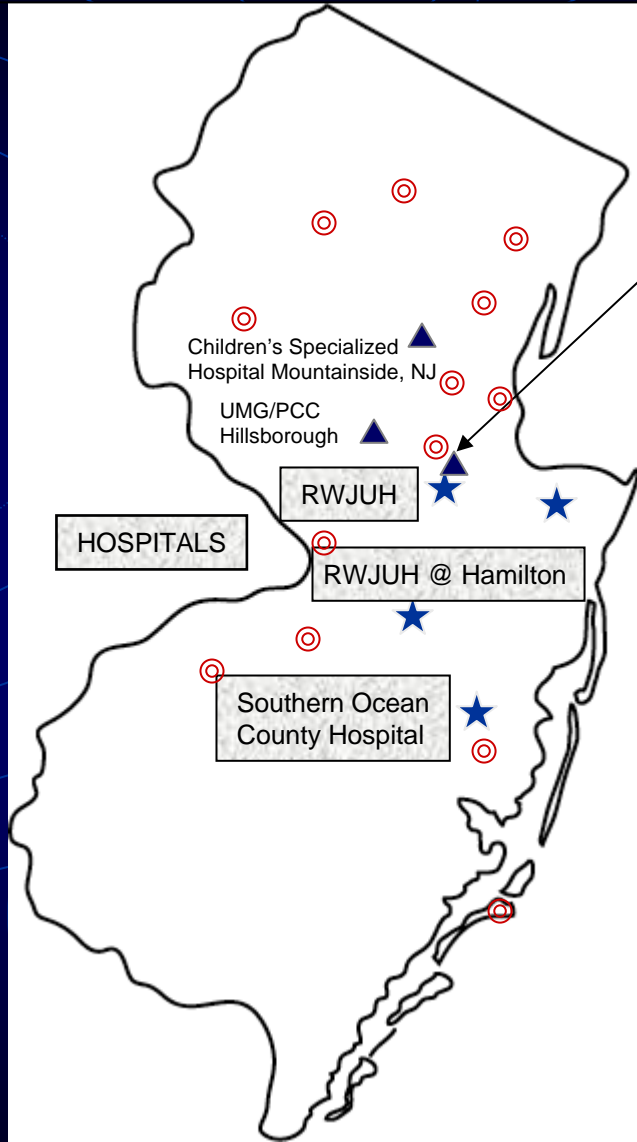 Children's Specialized
Hospital Mountainside, NJ
UMG/PCC
Hillsborough
RWJUH
HOSPITALS
RWJUH @ Hamilton
Southern Ocean
County Hospital